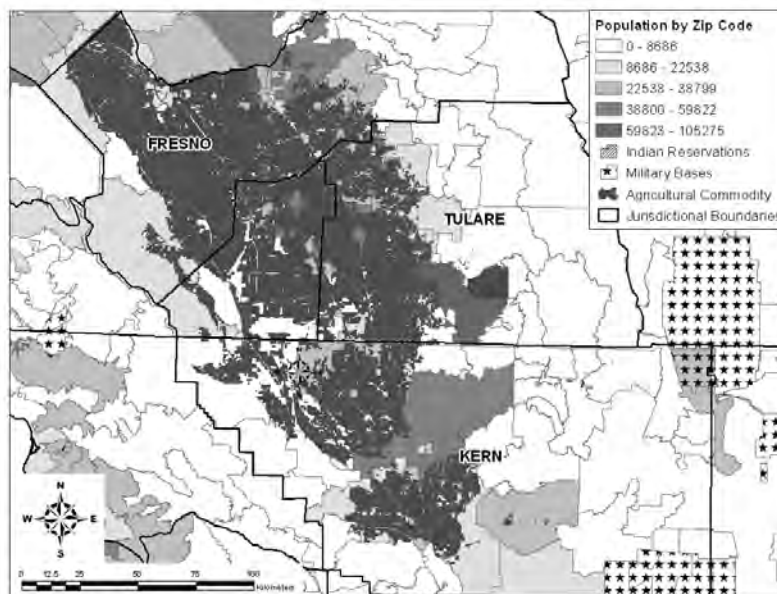 Population by Zip Code
0 - 8686
8686 - 22538
22538 - 38799
38800 - 59822
59823 - 105275
Indian Reservations
Military Bases
Agricultural Commodity
Jurisdictional Boundaries
FRESNO
TULARE
KERN
N
W E
S
0 12.5 25 50 75 100
Kilometers